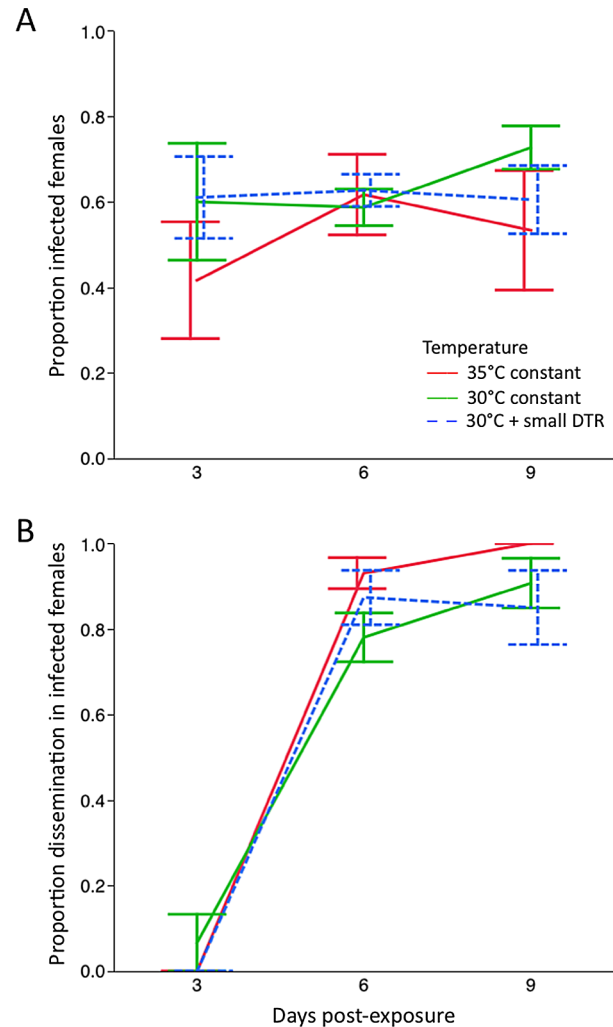 A
Proportion infected females
1.0
0.8
0.6
0.4
0.2
0.0
3 6 9
Temperature
35°C constant
30°C constant
30°C + small DTR
B
Proportion dissemination in infected females
1.0
0.8
0.6
0.4
0.2
0.0
3 6 9
Days post-exposure